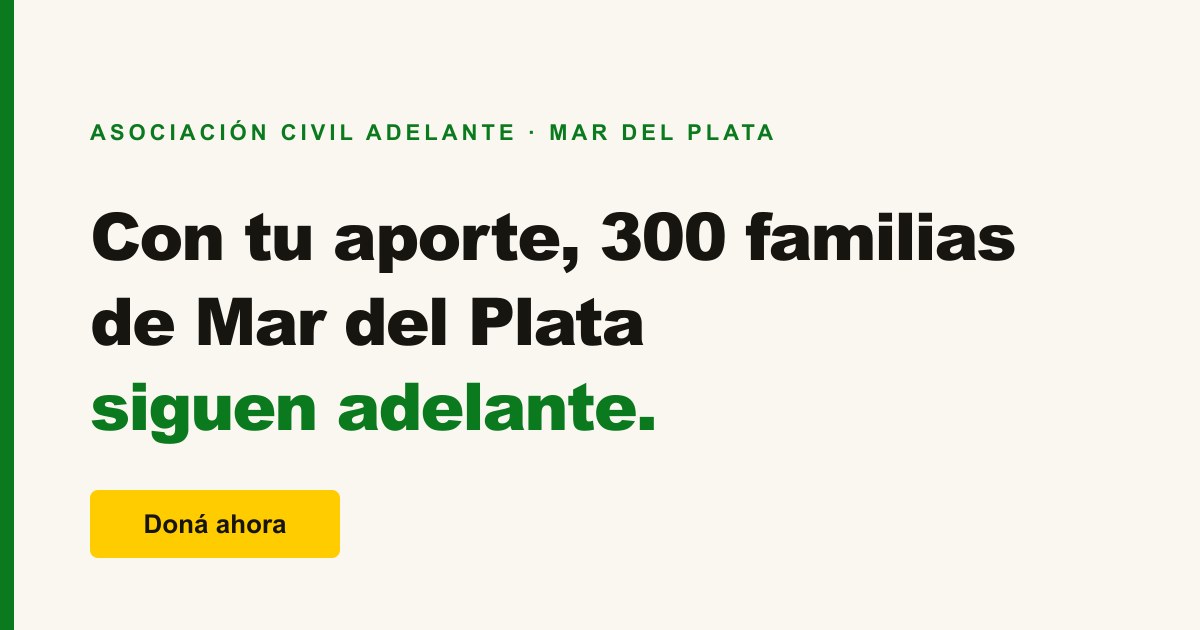 ASOCIACIÓN CIVIL ADELANTE · MAR DEL PLATA
Con tu aporte, 300 familias
de Mar del Plata
siguen adelante.
Doná ahora